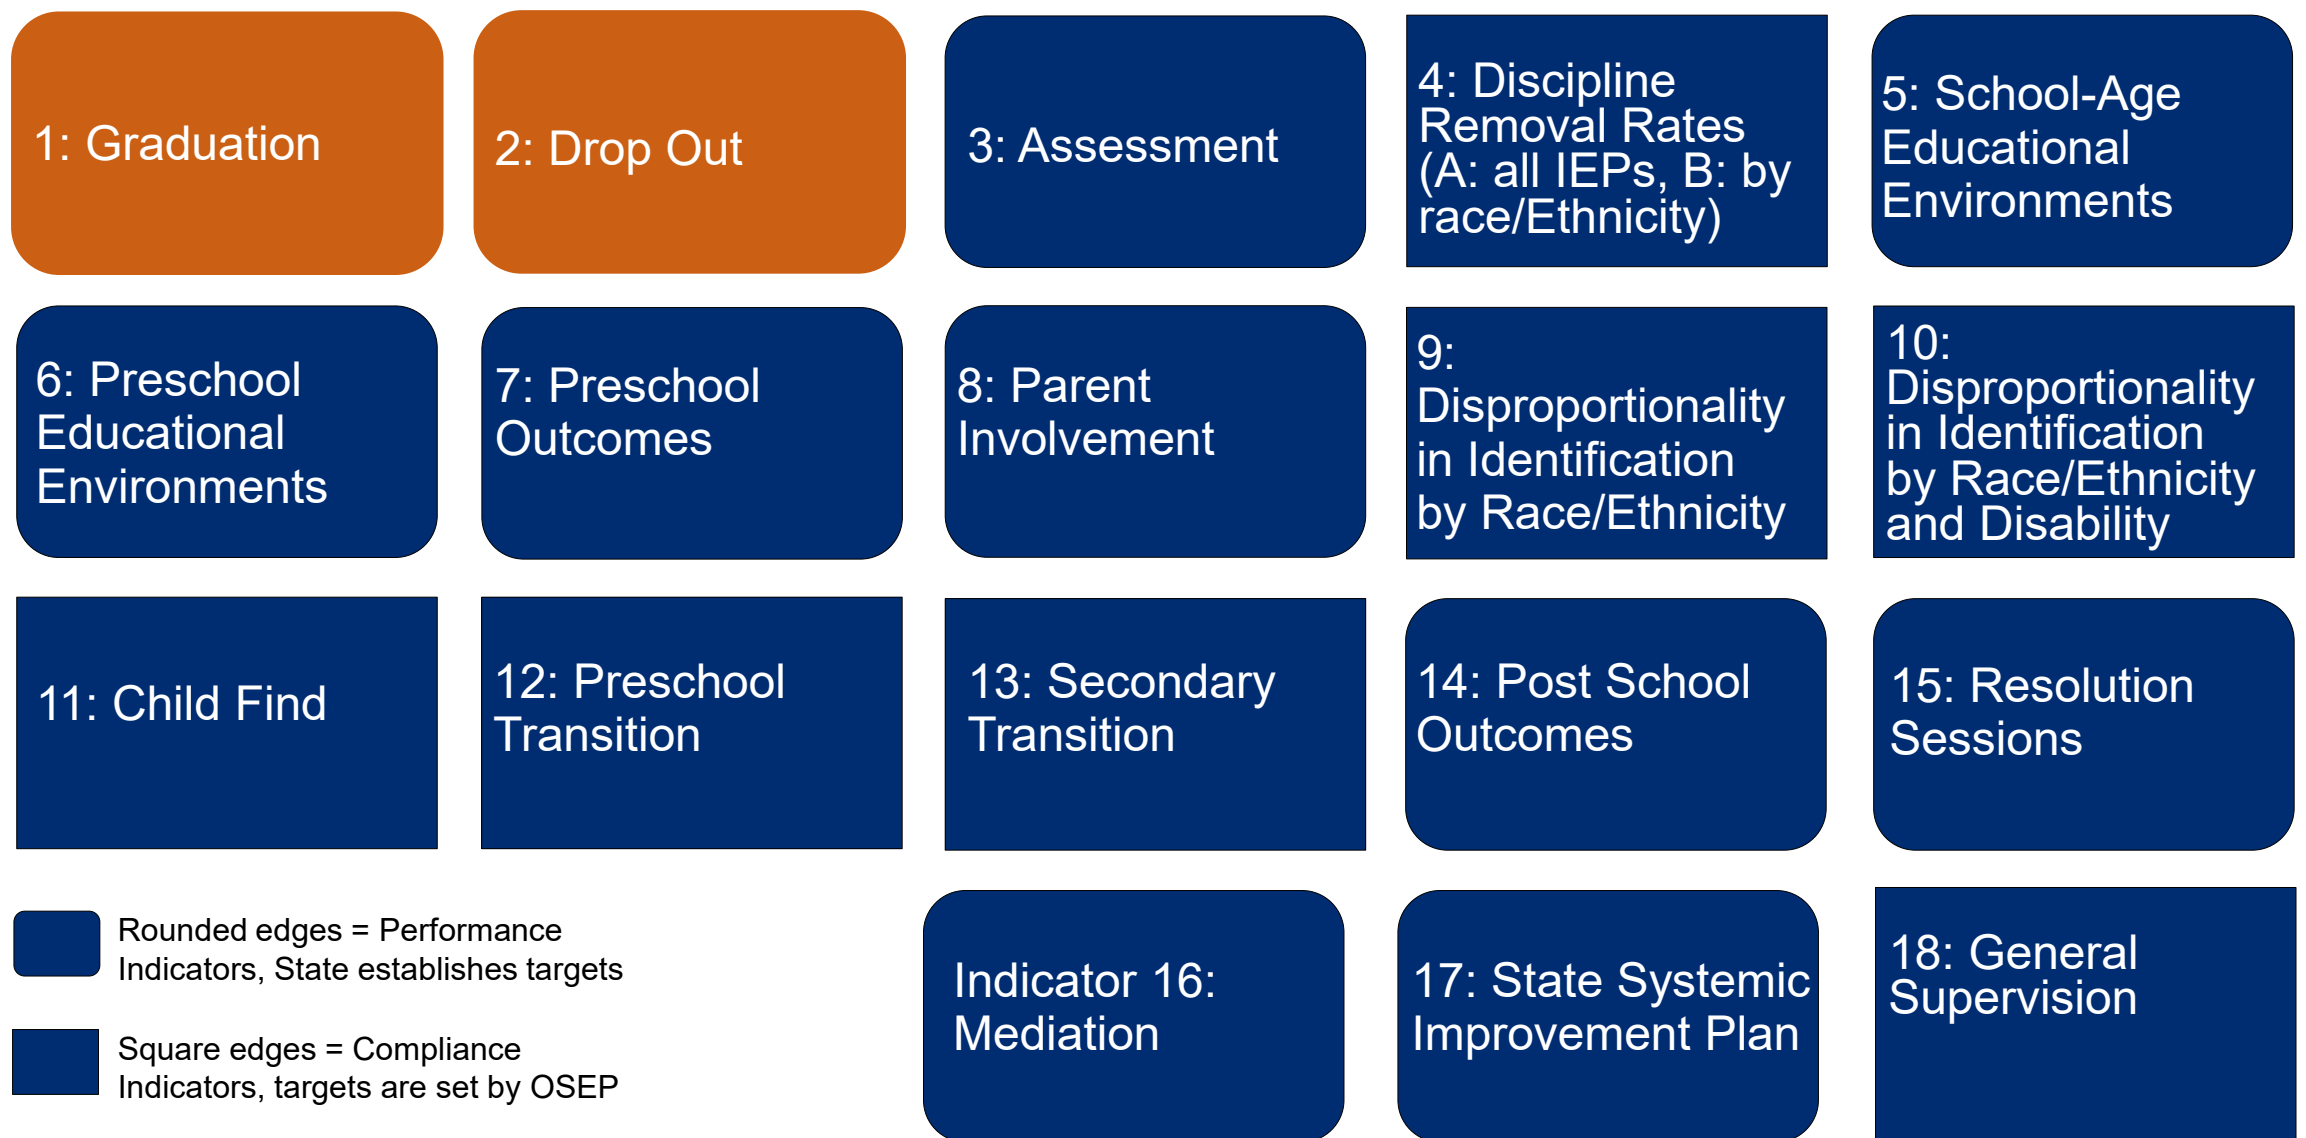 1: Graduation
2: Drop Out
3: Assessment
4: Discipline
Removal Rates
(A: all IEPs, B: by
race/Ethnicity)
5: School-Age
Educational
Environments
6: Preschool
Educational
Environments
7: Preschool
Outcomes
8: Parent
Involvement
9:
Disproportionality
in Identification
by Race/Ethnicity
10:
Disproportionality
in Identification
by Race/Ethnicity
and Disability
11: Child Find
12: Preschool
Transition
13: Secondary
Transition
14: Post School
Outcomes
15: Resolution
Sessions
Rounded edges = Performance
Indicators, State establishes targets
Square edges = Compliance
Indicators, targets are set by OSEP
Indicator 16:
Mediation
17: State Systemic
Improvement Plan
18: General
Supervision